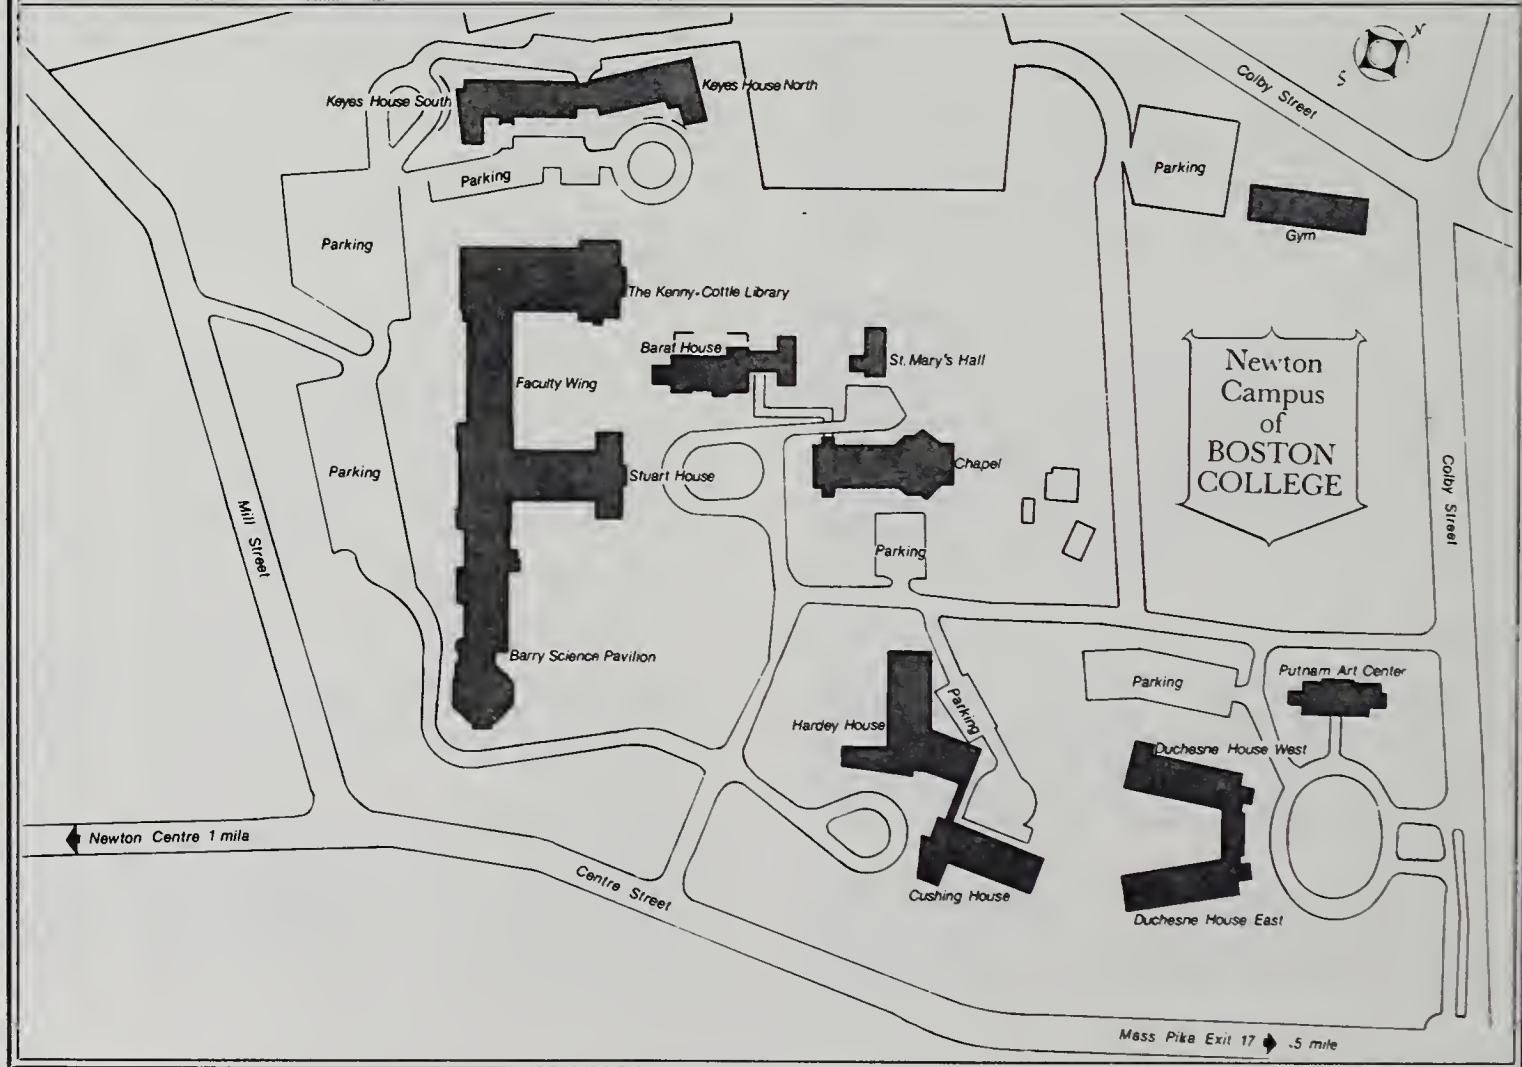 N
S
Colby Street
Keyes House South
Keyes House North
Parking
Parking
Parking
Gym
The Kenny-Cottle Library
Barat House
St. Mary's Hall
Faculty Wing
Newton
Campus
of
BOSTON
COLLEGE
Parking
Stuart House
Chapel
Colby Street
Mill Street
Parking
Barry Science Pavilion
Parking
Putnam Art Center
Parking
Hardey House
Duchesne House West
Newton Centre 1 mile
Centre Street
Cushing House
Duchesne House East
Mass Pike Exit 17 .5 mile